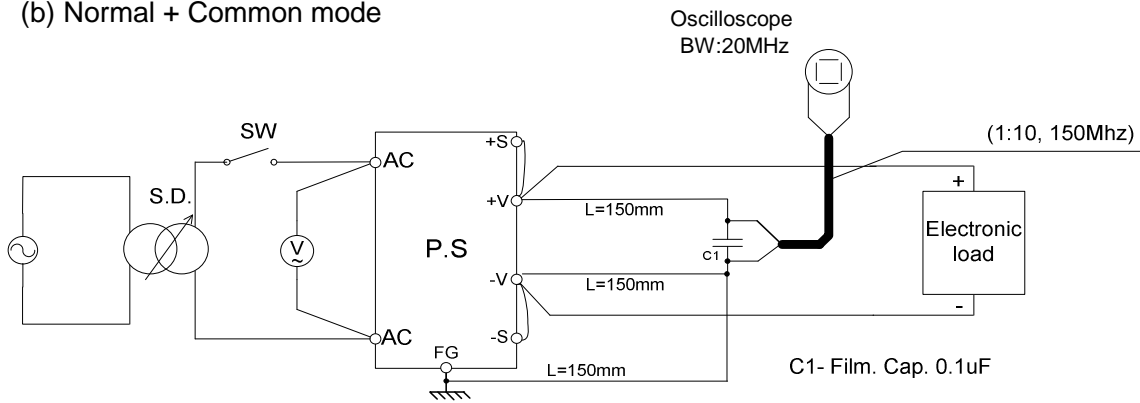 (b) Normal + Common mode
Oscilloscope
BW:20MHz
SW
(1:10, 150Mhz)
S.D.
AC
+S
+V
L=150mm
+
Electronic
load
-
V
~
P.S
C1
-V
L=150mm
AC
-S
FG
L=150mm
C1- Film. Cap. 0.1uF